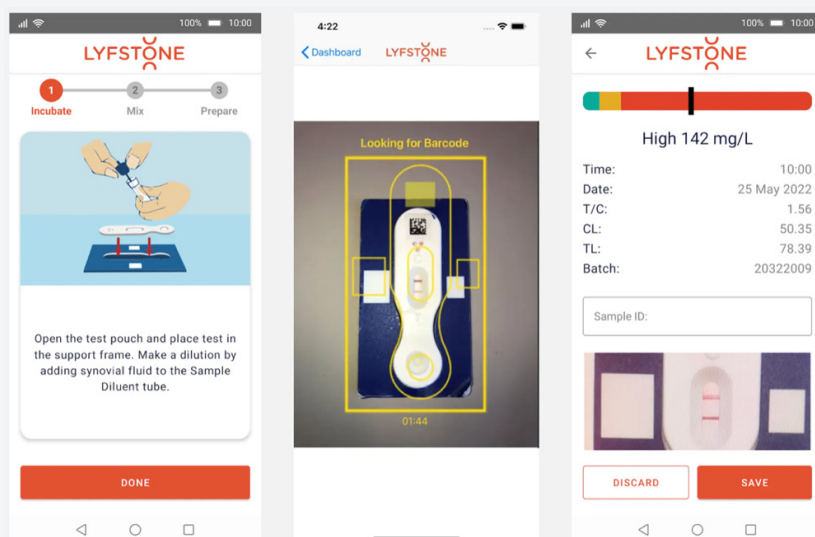 100% 10:00
LYFSTONE
1 2 3
Incubate Mix Prepare
Open the test pouch and place test in
the support frame. Make a dilution by
adding synovial fluid to the Sample
Diluent tube.
DONE
4:22
Dashboard LYFSTONE
Looking for Barcode
01:44
100% 10:00
LYFSTONE
High 142 mg/L
Time: 10:00
Date: 25 May 2022
T/C: 1.56
CL: 50.35
TL: 78.39
Batch: 20322009
Sample ID:
DISCARD SAVE